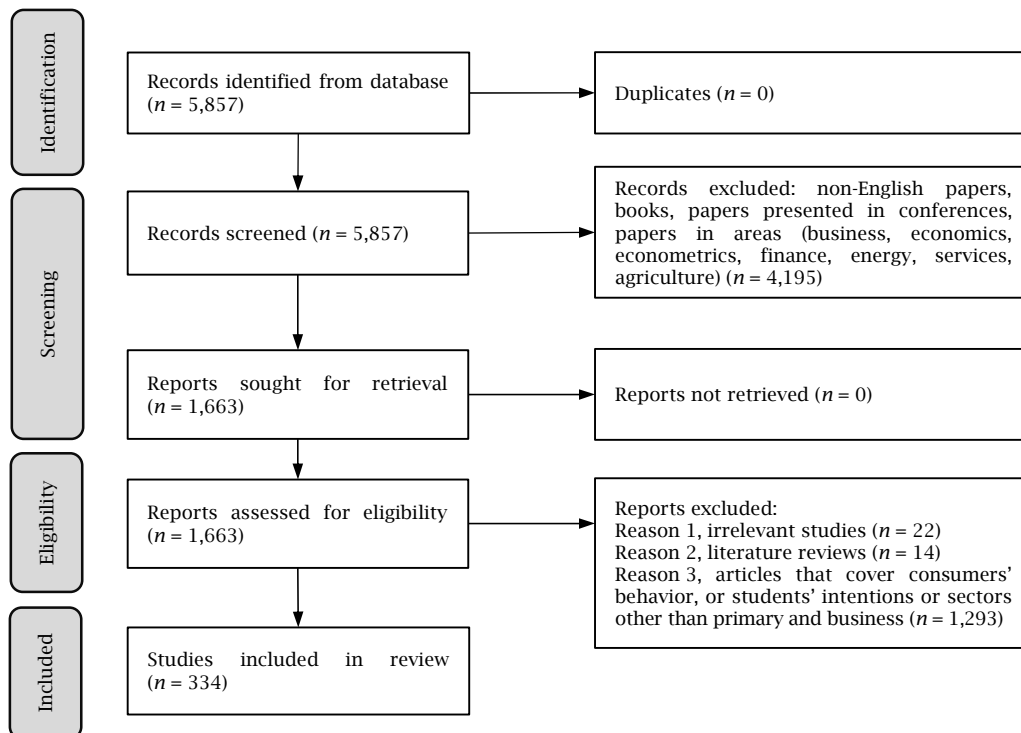 Identification
Records identified from database
(n = 5,857)
Duplicates (n = 0)
Screening
Records screened (n = 5,857)
Records excluded: non-English papers,
books, papers presented in conferences,
papers in areas (business, economics,
econometrics, finance, energy, services,
agriculture) (n = 4,195)
Reports sought for retrieval
(n = 1,663)
Reports not retrieved (n = 0)
Eligibility
Reports assessed for eligibility
(n = 1,663)
Reports excluded:
Reason 1, irrelevant studies (n = 22)
Reason 2, literature reviews (n = 14)
Reason 3, articles that cover consumers’
behavior, or students’ intentions or sectors
other than primary and business (n = 1,293)
Included
Studies included in review
(n = 334)